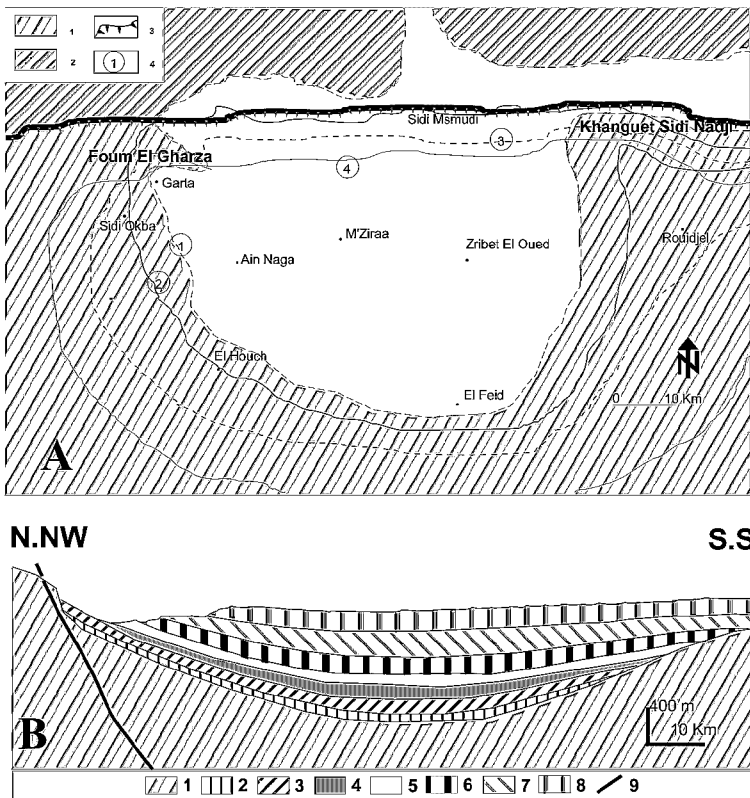 1 3
2 1 4
Sidi Msmudi
3 Khanguet Sidi Nadji
Foum El Gharza
4
Garta
Sidi Okba
Rouidjel
M'Ziraa
1
Ain Naga Zribet El Oued
2
El Houch
N
El Feid
0 10 Km
A
N.NW S.S
400 m
10 Km
B
1 2 3 4 5 6 7 8 9